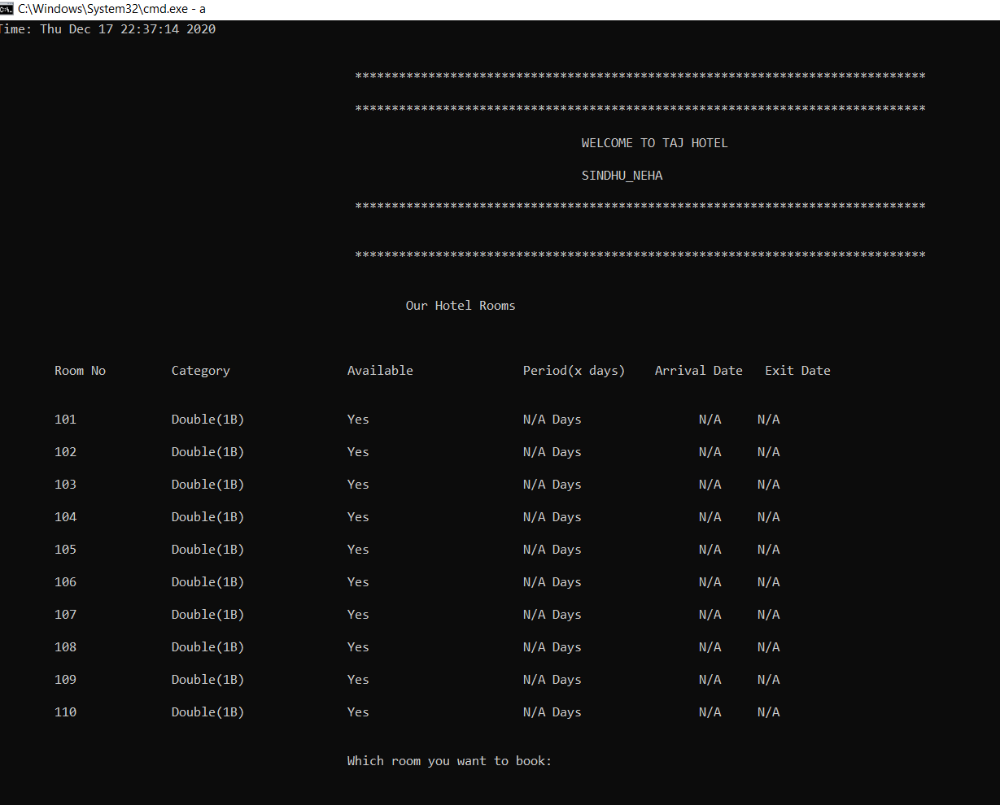 C:\Windows\System32\cmd.exe - a
Time: Thu Dec 17 22:37:14 2020
******************************************************************************
******************************************************************************
WELCOME TO TAJ HOTEL
SINDHU_NEHA
******************************************************************************
******************************************************************************
Our Hotel Rooms
Room No Category Available Period(x days) Arrival Date Exit Date
101 Double(1B) Yes N/A Days N/A N/A
102 Double(1B) Yes N/A Days N/A N/A
103 Double(1B) Yes N/A Days N/A N/A
104 Double(1B) Yes N/A Days N/A N/A
105 Double(1B) Yes N/A Days N/A N/A
106 Double(1B) Yes N/A Days N/A N/A
107 Double(1B) Yes N/A Days N/A N/A
108 Double(1B) Yes N/A Days N/A N/A
109 Double(1B) Yes N/A Days N/A N/A
110 Double(1B) Yes N/A Days N/A N/A
Which room you want to book: